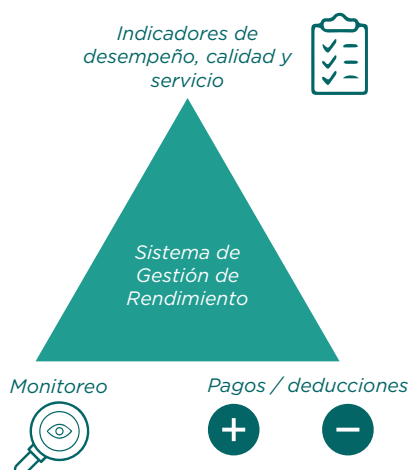 Indicadores de
desempeño, calidad y
servicio
Sistema de
Gestión de
Rendimiento
Monitoreo
Pagos / deducciones